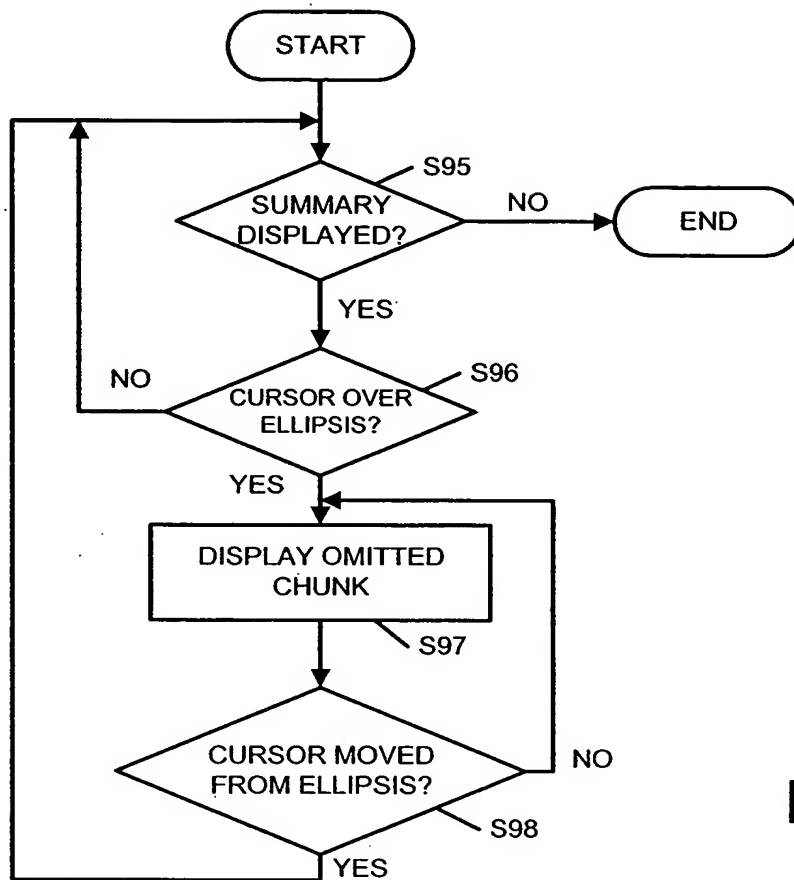 START
S95
SUMMARY
DISPLAYED?
NO
END
YES
NO
S96
CURSOR OVER
ELLIPSIS?
YES
DISPLAY OMITTED
CHUNK
S97
CURSOR MOVED
FROM ELLIPSIS?
NO
S98
YES